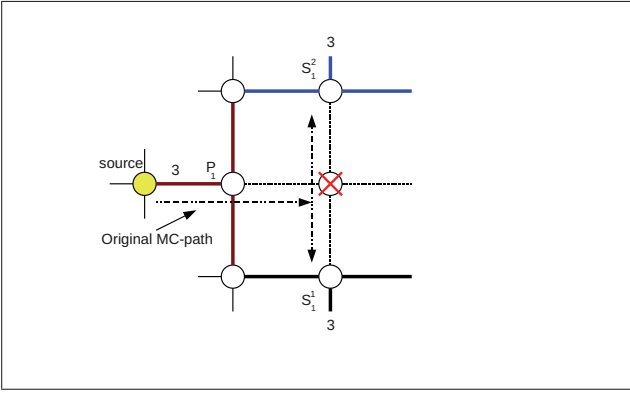 3
S₁²
source
3
P₁
Original MC-path
S₁¹
3